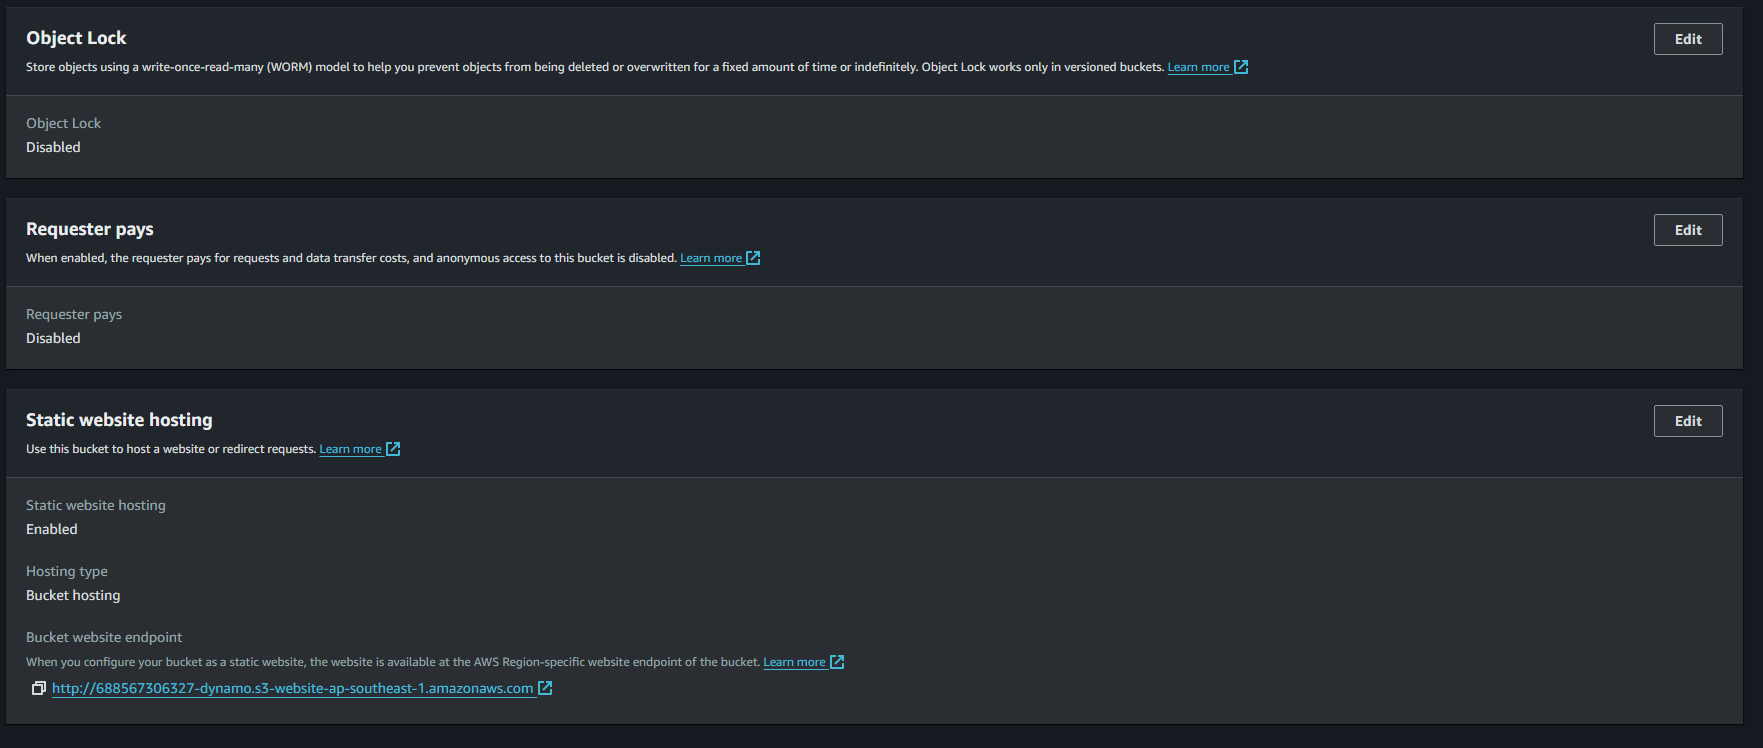 Object Lock
Edit
Store objects using a write-once-read-many (WORM) model to help you prevent objects from being deleted or overwritten for a fixed amount of time or indefinitely. Object Lock works only in versioned buckets. Learn more
Object Lock
Disabled
Requester pays
Edit
When enabled, the requester pays for requests and data transfer costs, and anonymous access to this bucket is disabled. Learn more
Requester pays
Disabled
Static website hosting
Edit
Use this bucket to host a website or redirect requests. Learn more
Static website hosting
Enabled
Hosting type
Bucket hosting
Bucket website endpoint
When you configure your bucket as a static website, the website is available at the AWS Region-specific website endpoint of the bucket. Learn more
http://688567306327-dynamo.s3-website-ap-southeast-1.amazonaws.com